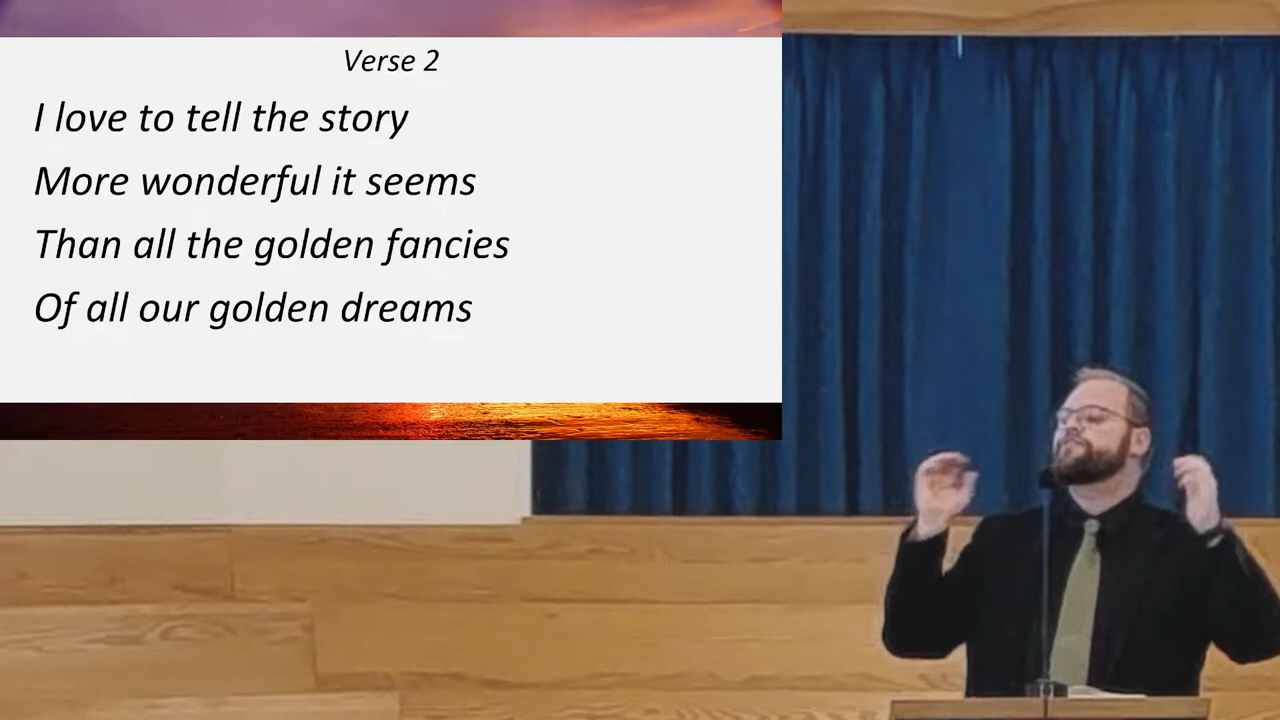 Verse 2
I love to tell the story
More wonderful it seems
Than all the golden fancies
Of all our golden dreams